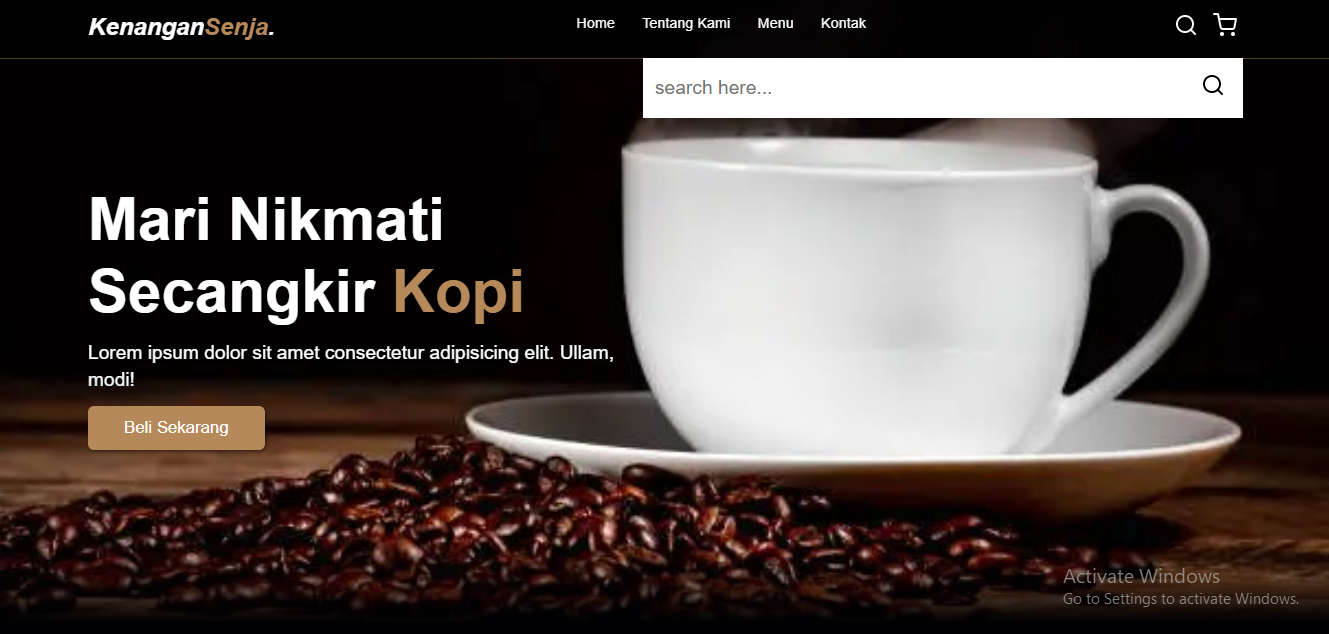 KenanganSenja.
Home
Tentang Kami
Menu
Kontak
search here...
Mari Nikmati
Secangkir Kopi
Lorem ipsum dolor sit amet consectetur adipisicing elit. Ullam,
modi!
Beli Sekarang
Activate Windows
Go to Settings to activate Windows.